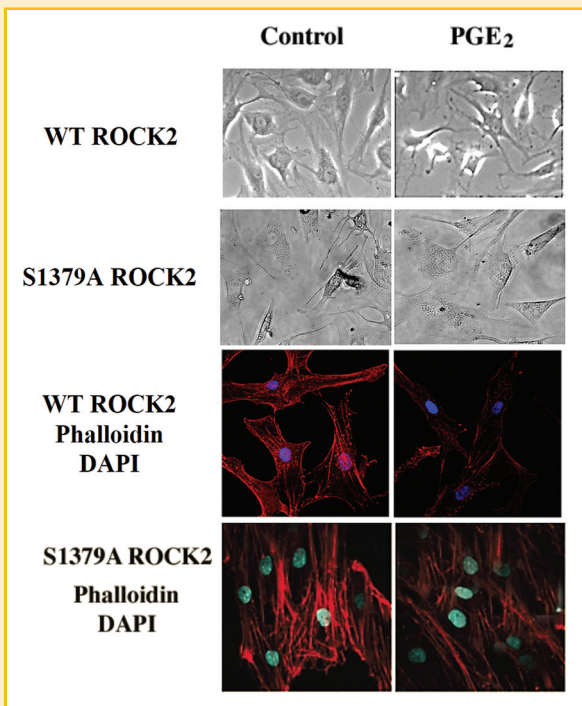 Control PGE₂
WT ROCK2
S1379A ROCK2
WT ROCK2
Phalloidin
DAPI
S1379A ROCK2
Phalloidin
DAPI